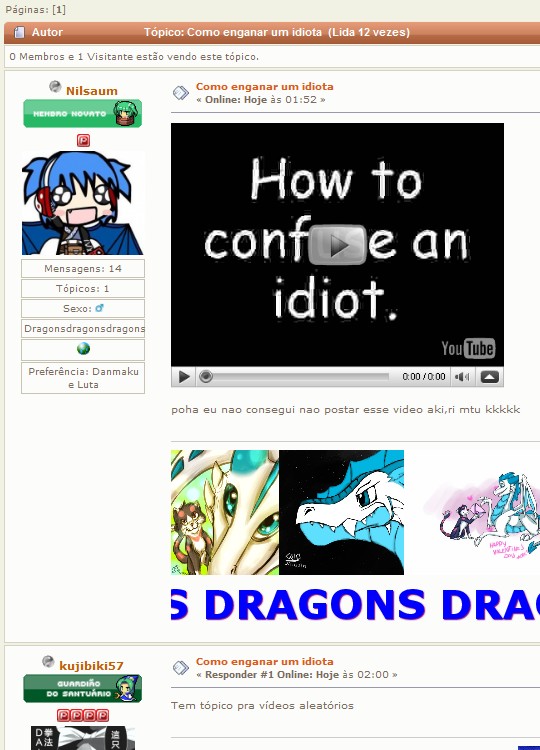 Páginas: [1]
Autor Tópico: Como enganar um idiota (Lida 12 vezes)
0 Membros e 1 Visitante estão vendo este tópico.
Nilsaum
MEMBRO NOVATO
P
Mensagens: 14
Tópicos: 1
Sexo: ♂
Dragonsdragonsdragons
Preferência: Danmaku
e Luta
Como enganar um idiota
« Online: Hoje às 01:52 »
How to
confuse an
idiot.
YouTube
0:00 / 0:00
poha eu nao consegui nao postar esse video aki,ri mtu kkkkk
HAPPY
S DRAGONS DRAG
kujibiki57
GUARDIÃO
DO SANTUÁRIO
P P P P
Como enganar um idiota
« Responder #1 Online: Hoje às 02:00 »
Tem tópico pra vídeos aleatórios